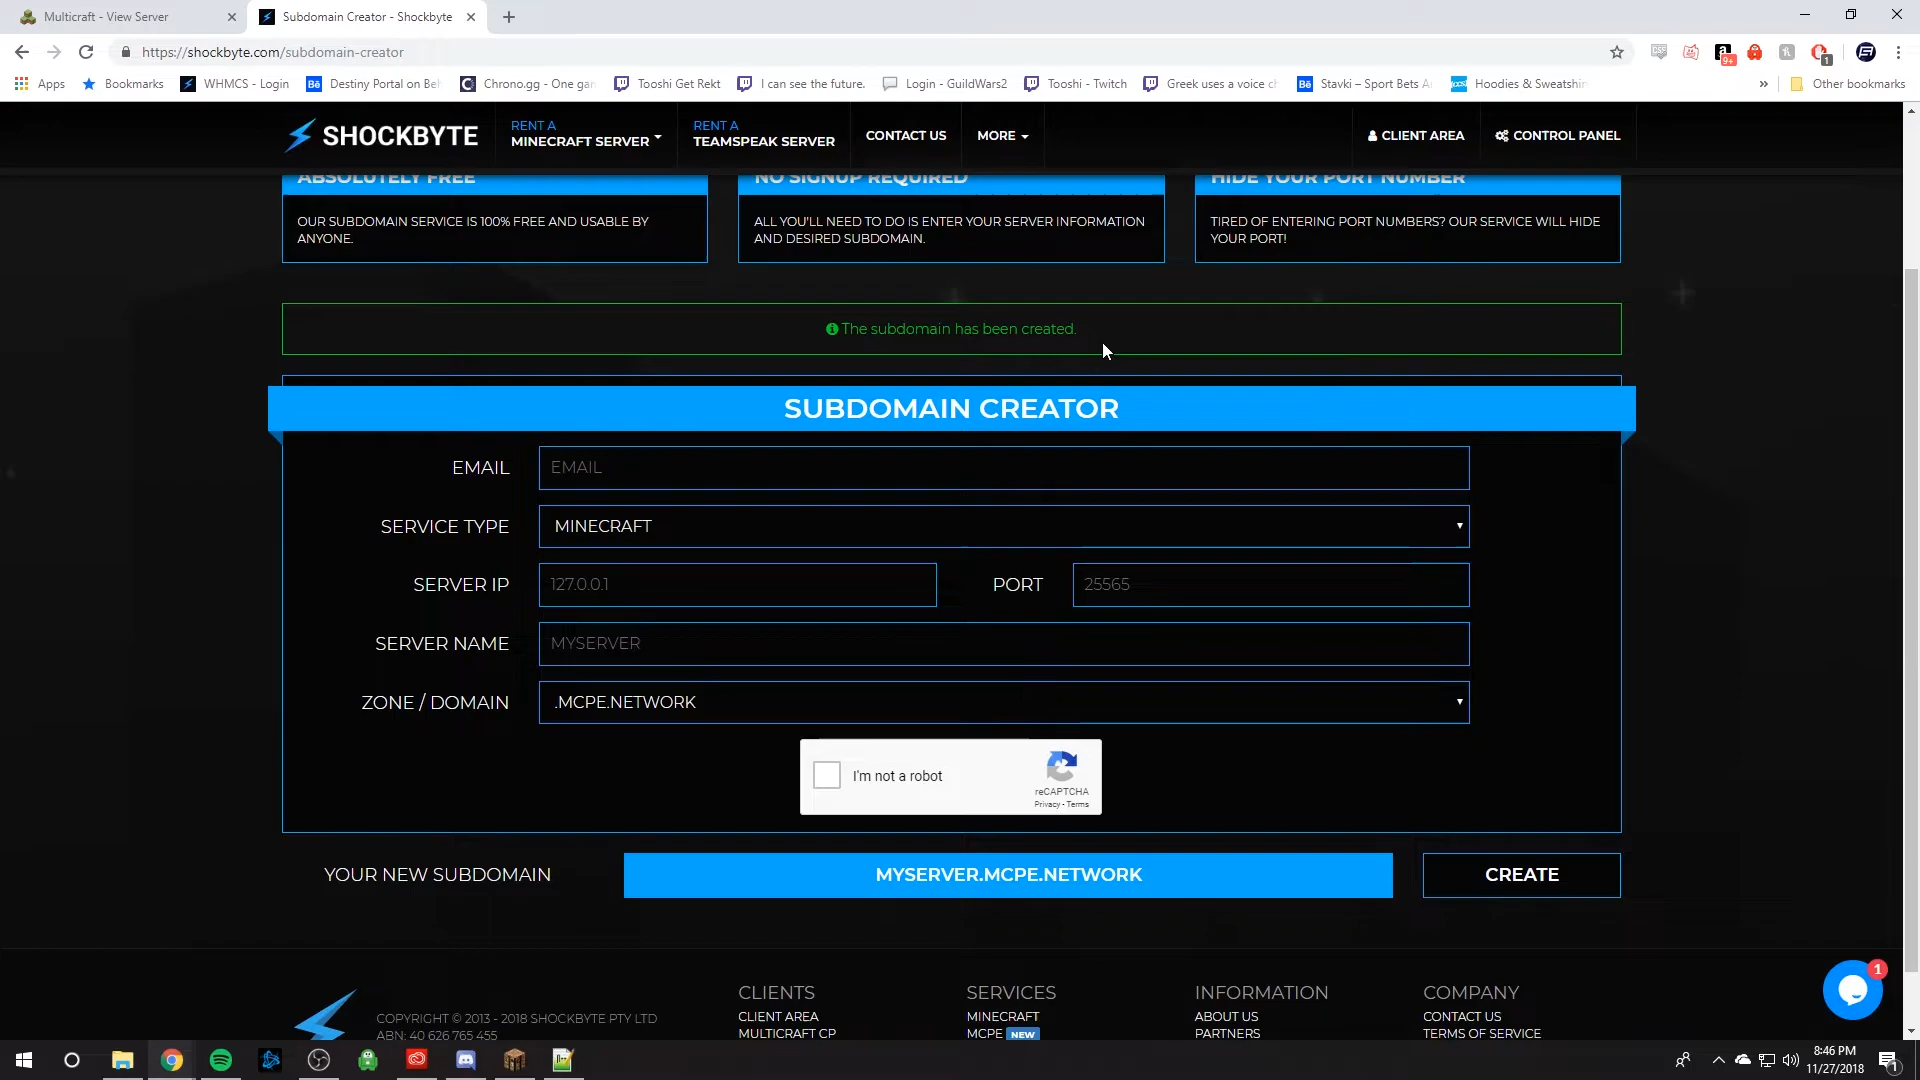 Multicraft - View Server
Subdomain Creator - Shockbyte
https://shockbyte.com/subdomain-creator
Apps
Bookmarks
WHMCS - Login
Destiny Portal on Be
Chrono.gg - One gan
Tooshi Get Rekt
I can see the future.
Login - GuildWars2
Tooshi - Twitch
Greek uses a voice ch
Stavki – Sport Bets A
Hoodies & Sweatshir
Other bookmarks
SHOCKBYTE
RENT A
MINECRAFT SERVER
RENT A
TEAMSPEAK SERVER
CONTACT US
MORE
CLIENT AREA
CONTROL PANEL
ABSOLUTELY FREE
OUR SUBDOMAIN SERVICE IS 100% FREE AND USABLE BY
ANYONE.
NO SIGNUP REQUIRED
ALL YOU'LL NEED TO DO IS ENTER YOUR SERVER INFORMATION
AND DESIRED SUBDOMAIN.
HIDE YOUR PORT NUMBER
TIRED OF ENTERING PORT NUMBERS? OUR SERVICE WILL HIDE
YOUR PORT!
The subdomain has been created.
SUBDOMAIN CREATOR
EMAIL
EMAIL
SERVICE TYPE
MINECRAFT
SERVER IP
127.0.0.1
PORT
25565
SERVER NAME
MYSERVER
ZONE / DOMAIN
.MCPE.NETWORK
I'm not a robot
reCAPTCHA
Privacy - Terms
YOUR NEW SUBDOMAIN
MYSERVER.MCPE.NETWORK
CREATE
1
COPYRIGHT © 2013 - 2018 SHOCKBYTE PTY LTD
ABN: 40 626 765 455
CLIENTS
CLIENT AREA
MULTICRAFT CP
SERVICES
MINECRAFT
MCPE NEW
INFORMATION
ABOUT US
PARTNERS
COMPANY
CONTACT US
TERMS OF SERVICE
8:46 PM
11/27/2018